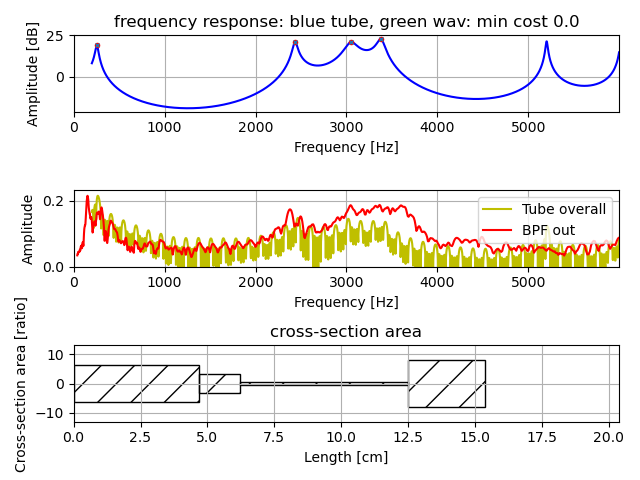 frequency response: blue tube, green wav: min cost 0.0
Amplitude [dB]
25
0
0 1000 2000 3000 4000 5000
Frequency [Hz]
Amplitude
0.2
0.0
Tube overall
BPF out
0 1000 2000 3000 4000 5000
Frequency [Hz]
cross-section area
Cross-section area [ratio]
10
0
−10
0.0 2.5 5.0 7.5 10.0 12.5 15.0 17.5 20.0
Length [cm]